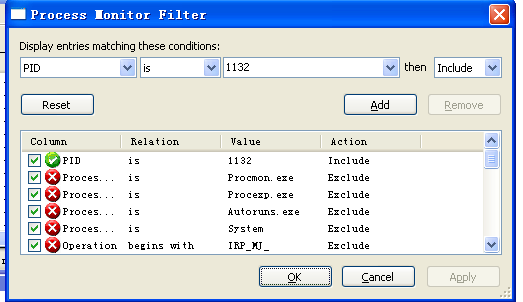 Process Monitor Filter
Display entries matching these conditions:
PID is 1132 then Include
Reset Add Remove
Column Relation Value Action
PID is 1132 Include
Proces... is Procmon.exe Exclude
Proces... is Procexp.exe Exclude
Proces... is Autoruns.exe Exclude
Proces... is System Exclude
Operation begins with IRP_MJ_ Exclude
OK Cancel Apply